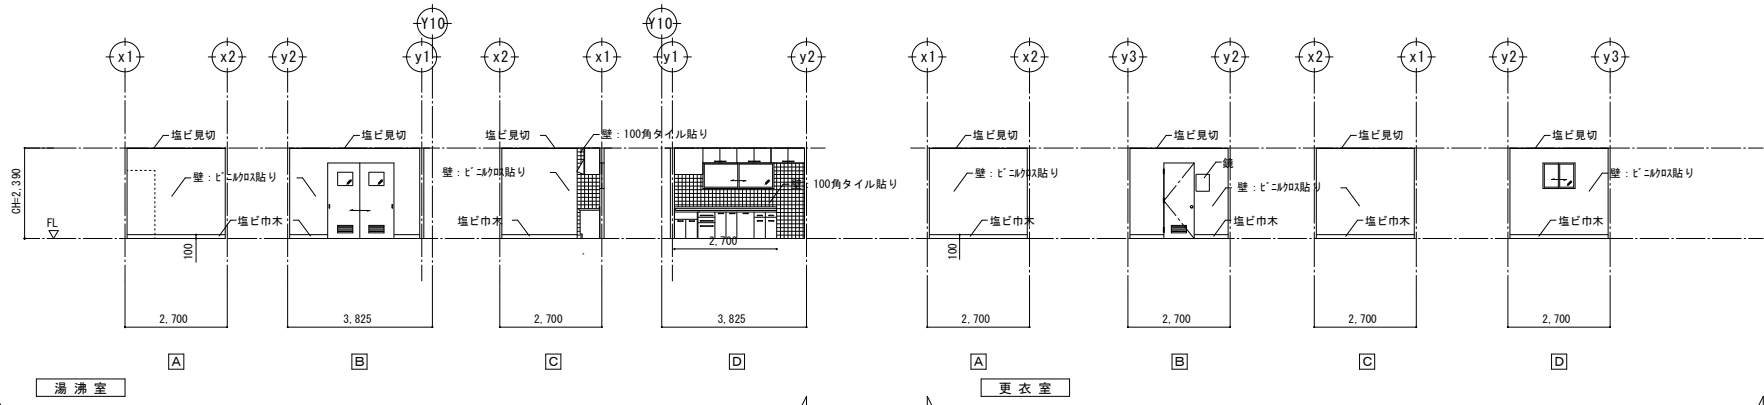 Y10 Y10
x1 x2 y2 y1 x2 x1 y1 y2 x1 x2 y3 y2 x2 x1 y2 y3
塩ビ見切 塩ビ見切 塩ビ見切 壁：100角タイル貼り 塩ビ見切 塩ビ見切 塩ビ見切 塩ビ見切
鏡
壁：ビニルクロス貼り 壁：ビニルクロス貼り 壁：100角タイル貼り 壁：ビニルクロス貼り 壁：ビニルクロス貼り 壁：ビニルクロス貼り
CH=2,390
FL 塩ビ巾木 塩ビ巾木 塩ビ巾木 塩ビ巾木 塩ビ巾木 塩ビ巾木
100 2,700 100
2,700 3,825 2,700 3,825 2,700 2,700 2,700 2,700
A B C D A B C D
湯沸室 更衣室